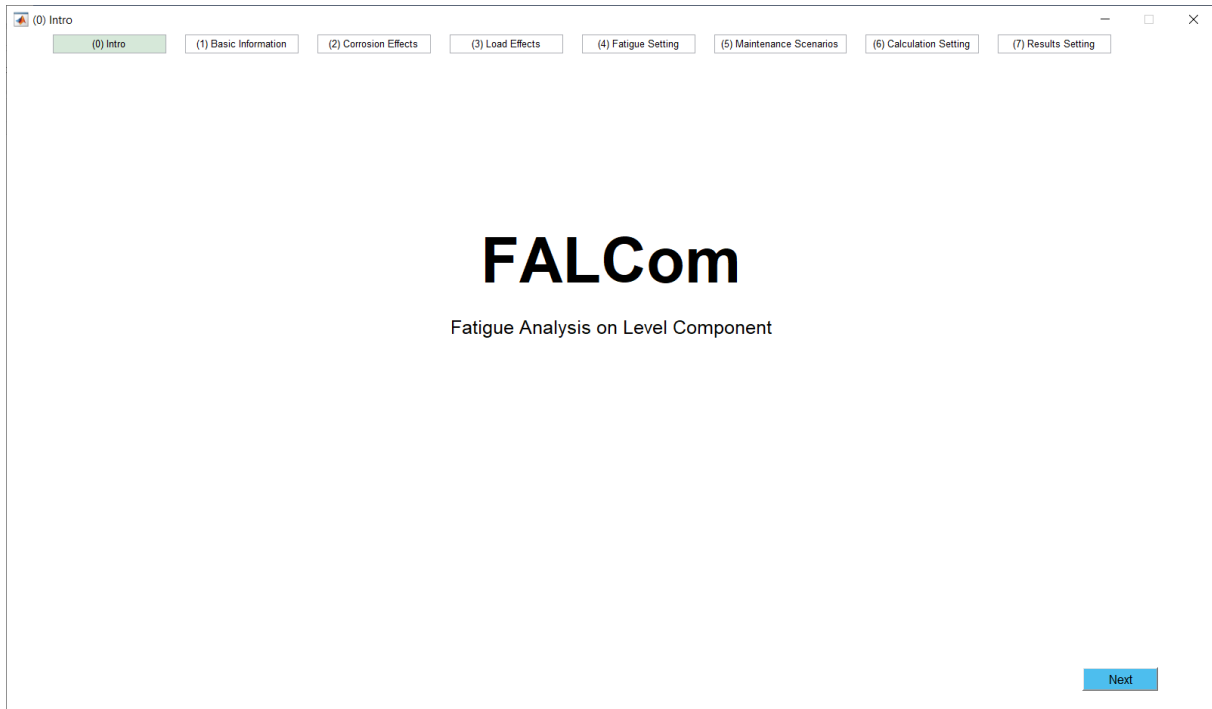 (0) Intro
(0) Intro (1) Basic Information (2) Corrosion Effects (3) Load Effects (4) Fatigue Setting (5) Maintenance Scenarios (6) Calculation Setting (7) Results Setting
FALCom
Fatigue Analysis on Level Component
Next